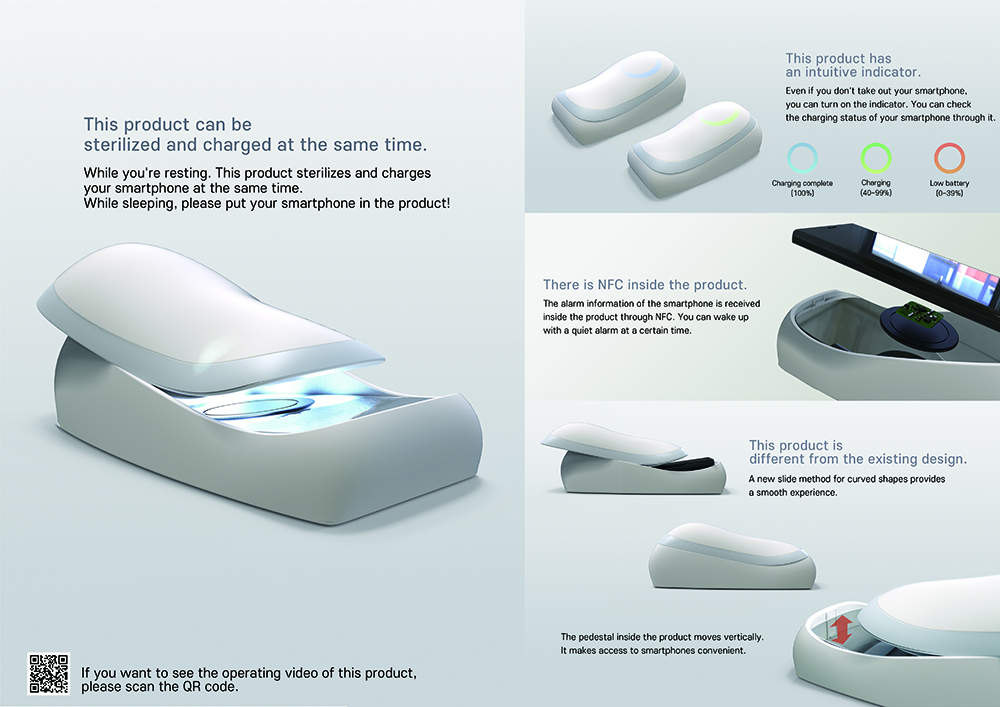 This product can be
sterilized and charged at the same time.
While you're resting. This product sterilizes and charges
your smartphone at the same time.
While sleeping, please put your smartphone in the product!
If you want to see the operating video of this product,
please scan the QR code.
This product has
an intuitive indicator.
Even if you don't take out your smartphone,
you can turn on the indicator. You can check
the charging status of your smartphone through it.
Charging complete
(100%)
Charging
(40-99%)
Low battery
(0-39%)
There is NFC inside the product.
The alarm information of the smartphone is received
inside the product through NFC. You can wake up
with a quiet alarm at a certain time.
This product is
different from the existing design.
A new slide method for curved shapes provides
a smooth experience.
The pedestal inside the product moves vertically.
It makes access to smartphones convenient.